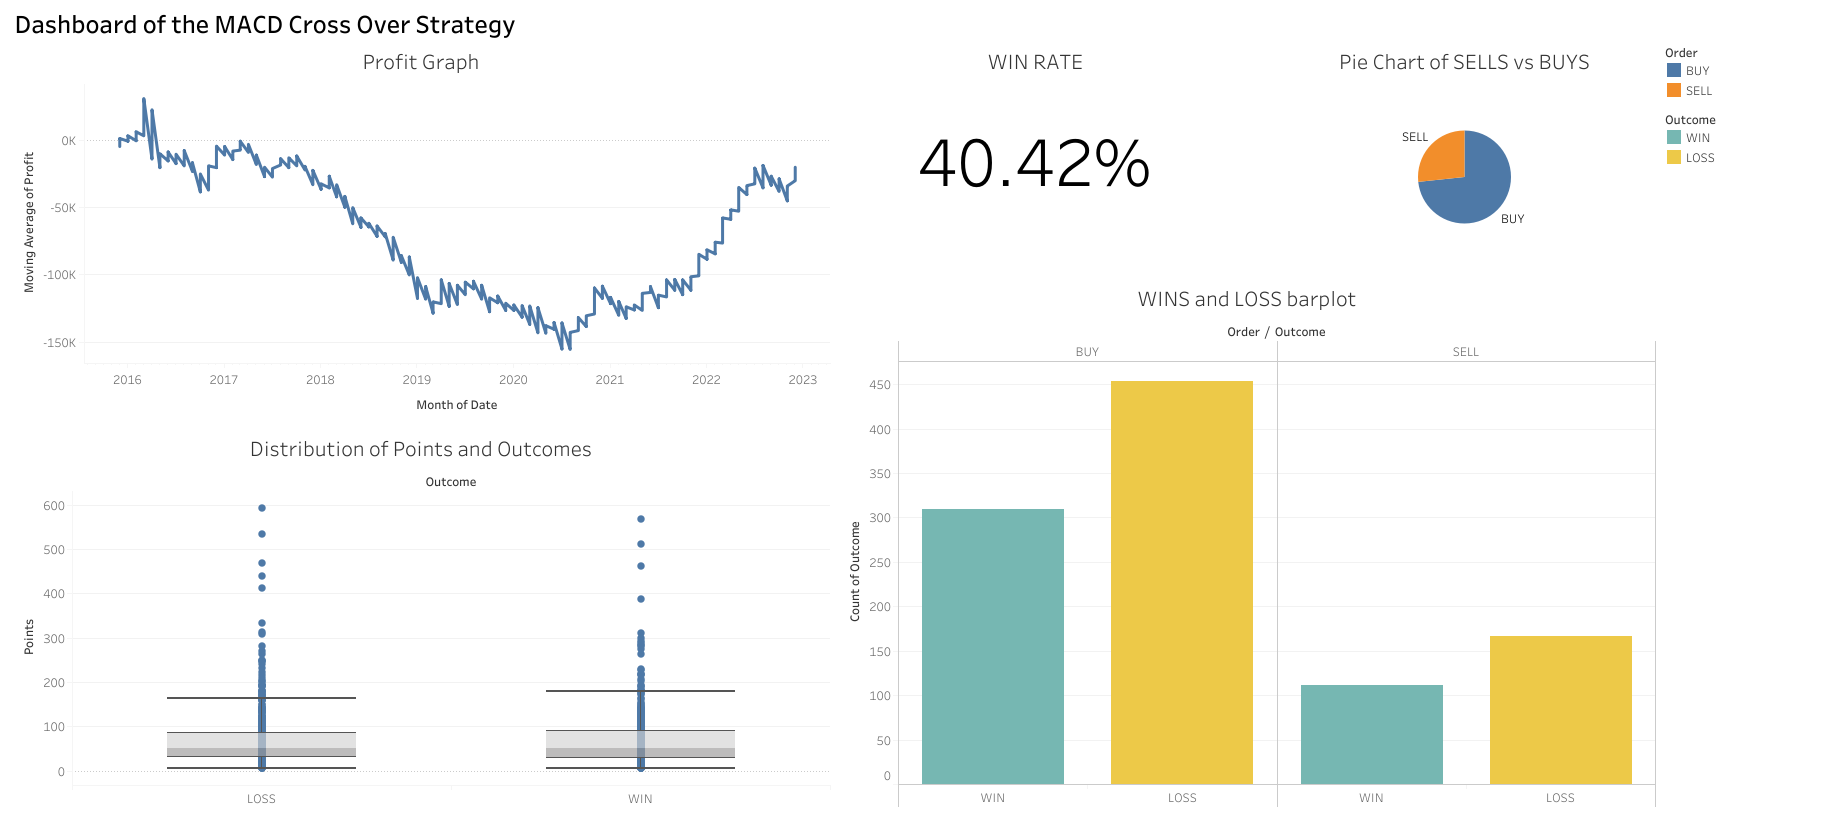 Dashboard of the MACD Cross Over Strategy
Profit Graph
Moving Average of Profit
0K
-50K
-100K
-150K
2016 2017 2018 2019 2020 2021 2022 2023
Month of Date
WIN RATE
40.42%
Pie Chart of SELLS vs BUYS
SELL
BUY
Order
BUY
SELL
Outcome
WIN
LOSS
Distribution of Points and Outcomes
Outcome
Points
600
500
400
300
200
100
0
LOSS WIN
WINS and LOSS barplot
Order / Outcome
BUY SELL
Count of Outcome
450
400
350
300
250
200
150
100
50
0
WIN LOSS WIN LOSS